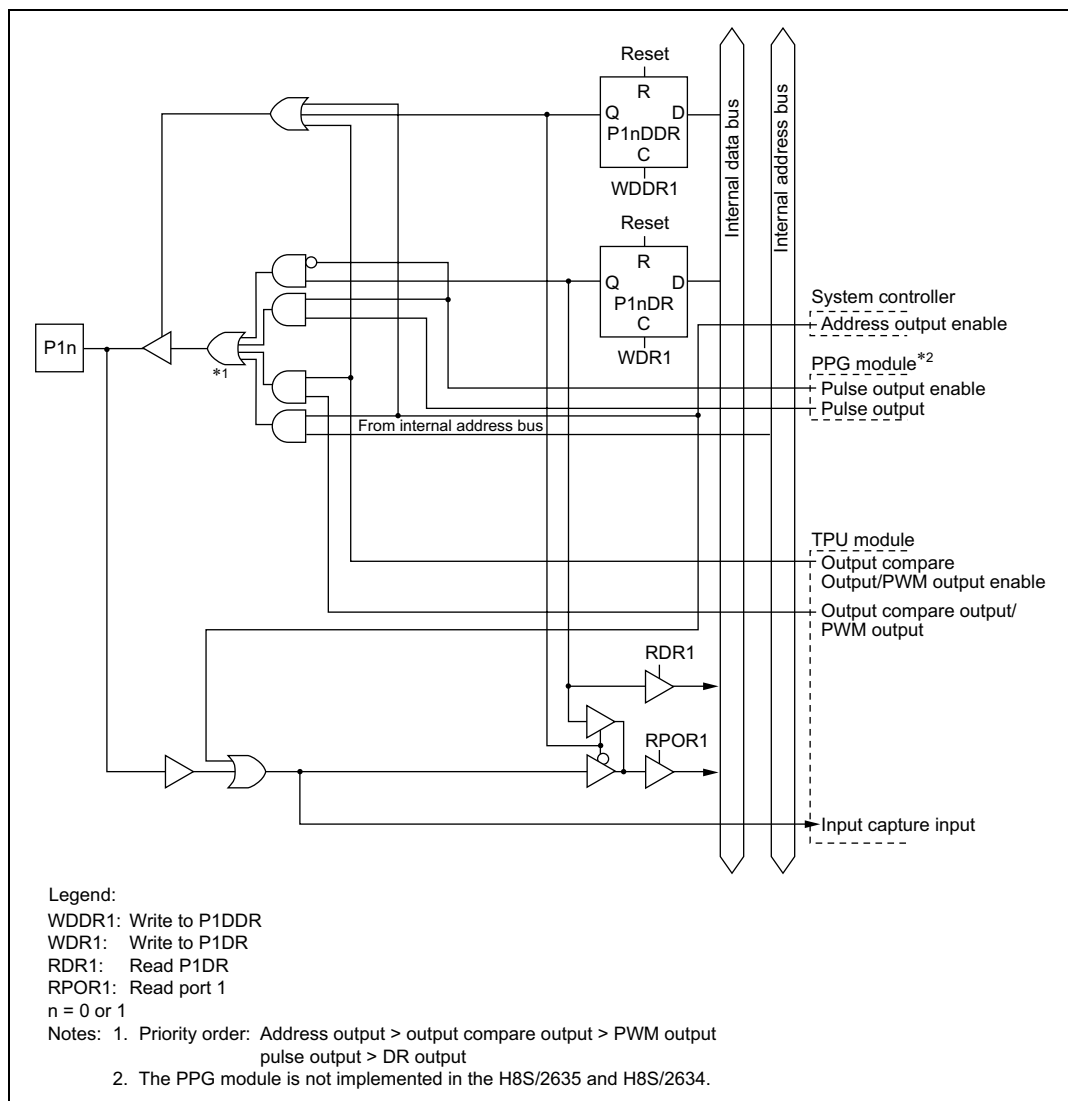 Reset
R
Q D
P1nDDR
C
WDDR1
Internal data bus
Internal address bus
Reset
R
Q D
P1nDR
C
WDR1
System controller
Address output enable
PPG module*2
Pulse output enable
Pulse output
P1n
*1
From internal address bus
TPU module
Output compare
Output/PWM output enable
Output compare output/
PWM output
RDR1
RPOR1
Input capture input
Legend:
WDDR1: Write to P1DDR
WDR1: Write to P1DR
RDR1: Read P1DR
RPOR1: Read port 1
n = 0 or 1
Notes: 1. Priority order: Address output > output compare output > PWM output
pulse output > DR output
2. The PPG module is not implemented in the H8S/2635 and H8S/2634.